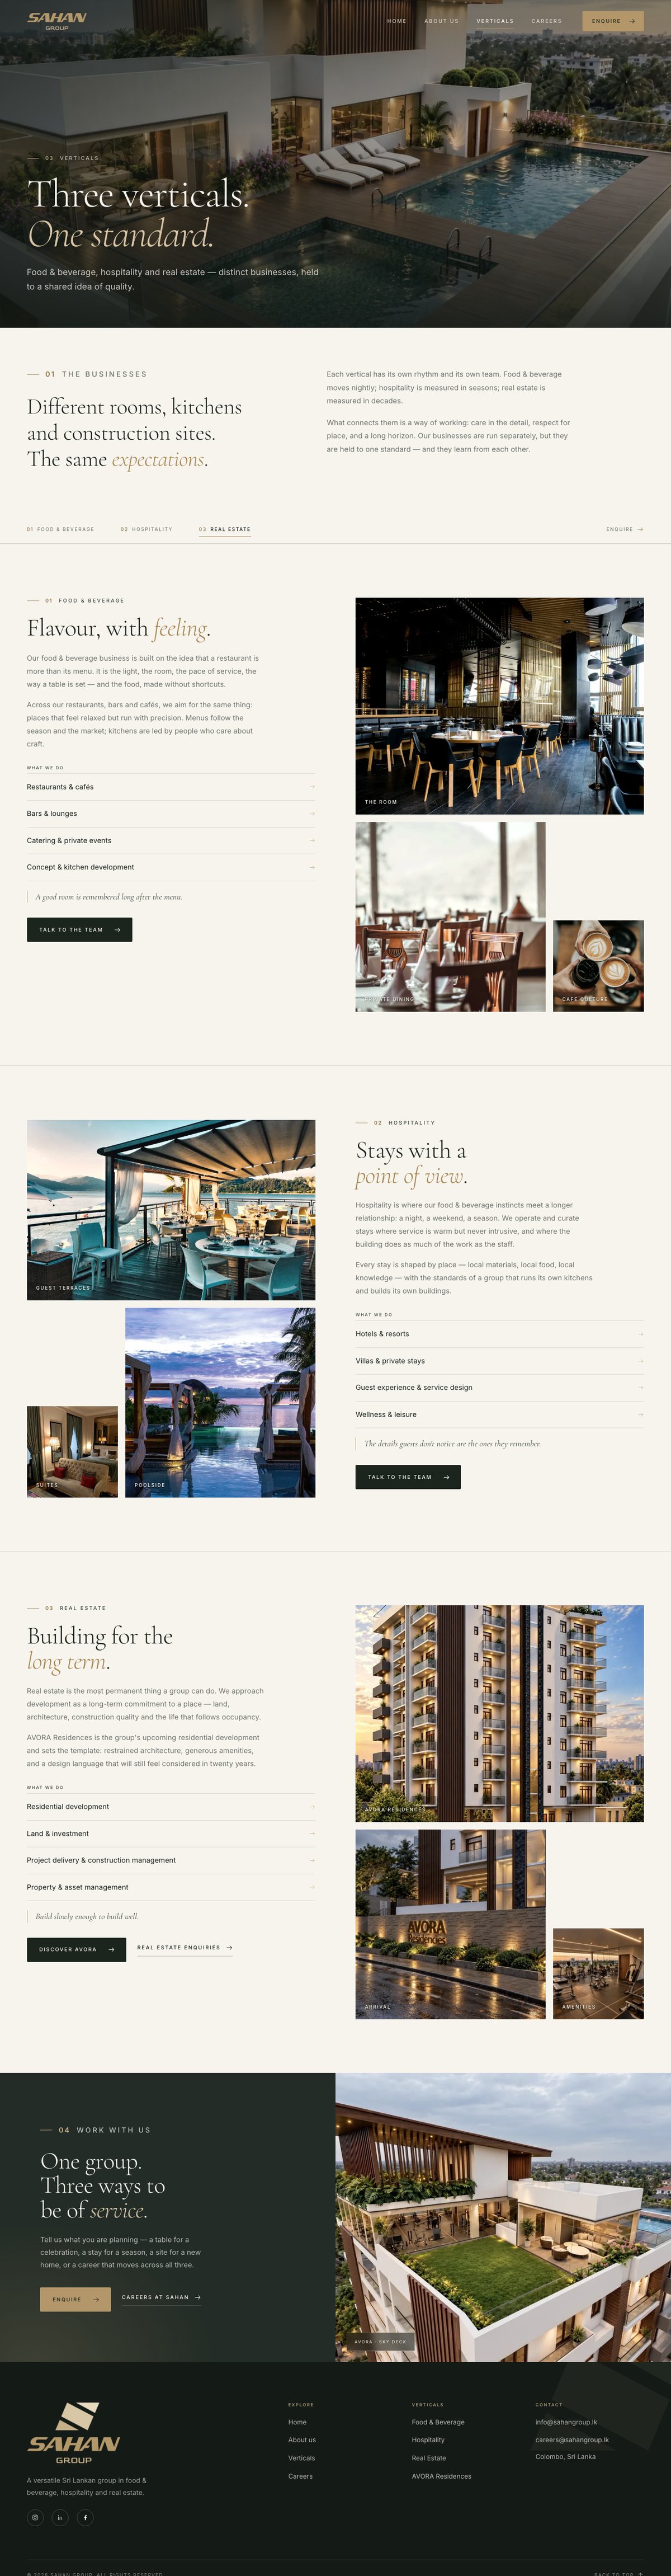 SAHAN
GROUP
HOME
ABOUT US
VERTICALS
CAREERS
ENQUIRE →
03 VERTICALS
Three verticals.
One standard.
Food & beverage, hospitality and real estate — distinct businesses, held
to a shared idea of quality.
01 THE BUSINESSES
Different rooms, kitchens
and construction sites.
The same expectations.
Each vertical has its own rhythm and its own team. Food & beverage
moves nightly; hospitality is measured in seasons; real estate is
measured in decades.
What connects them is a way of working: care in the detail, respect for
place, and a long horizon. Our businesses are run separately, but they
are held to one standard — and they learn from each other.
01 FOOD & BEVERAGE
02 HOSPITALITY
03 REAL ESTATE
ENQUIRE →
01 FOOD & BEVERAGE
Flavour, with feeling.
Our food & beverage business is built on the idea that a restaurant is
more than its menu. It is the light, the room, the pace of service, the
way a table is set — and the food, made without shortcuts.
Across our restaurants, bars and cafés, we aim for the same thing:
places that feel relaxed but run with precision. Menus follow the
season and the market; kitchens are led by people who care about
craft.
WHAT WE DO
Restaurants & cafés →
Bars & lounges →
Catering & private events →
Concept & kitchen development →
A good room is remembered long after the menu.
TALK TO THE TEAM →
THE ROOM
PRIVATE DINING
CAFÉ CULTURE
GUEST TERRACES
SUITES
POOLSIDE
02 HOSPITALITY
Stays with a
point of view.
Hospitality is where our food & beverage instincts meet a longer
relationship: a night, a weekend, a season. We operate and curate
stays where service is warm but never intrusive, and where the
building does as much of the work as the staff.
Every stay is shaped by place — local materials, local food, local
knowledge — with the standards of a group that runs its own kitchens
and builds its own buildings.
WHAT WE DO
Hotels & resorts →
Villas & private stays →
Guest experience & service design →
Wellness & leisure →
The details guests don't notice are the ones they remember.
TALK TO THE TEAM →
03 REAL ESTATE
Building for the
long term.
Real estate is the most permanent thing a group can do. We approach
development as a long-term commitment to a place — land,
architecture, construction quality and the life that follows occupancy.
AVORA Residences is the group's upcoming residential development
and sets the template: restrained architecture, generous amenities,
and a design language that will still feel considered in twenty years.
WHAT WE DO
Residential development →
Land & investment →
Project delivery & construction management →
Property & asset management →
Build slowly enough to build well.
DISCOVER AVORA →
REAL ESTATE ENQUIRIES →
AVORA RESIDENCES
AVORA
Residencies
ARRIVAL
AMENITIES
04 WORK WITH US
One group.
Three ways to
be of service.
Tell us what you are planning — a table for a
celebration, a stay for a season, a site for a new
home, or a career that moves across all three.
ENQUIRE →
CAREERS AT SAHAN →
AVORA · SKY DECK
SAHAN
GROUP
A versatile Sri Lankan group in food &
beverage, hospitality and real estate.
EXPLORE
Home
About us
Verticals
Careers
VERTICALS
Food & Beverage
Hospitality
Real Estate
AVORA Residences
CONTACT
info@sahangroup.lk
careers@sahangroup.lk
Colombo, Sri Lanka
© 2026 SAHAN GROUP. ALL RIGHTS RESERVED.
BACK TO TOP